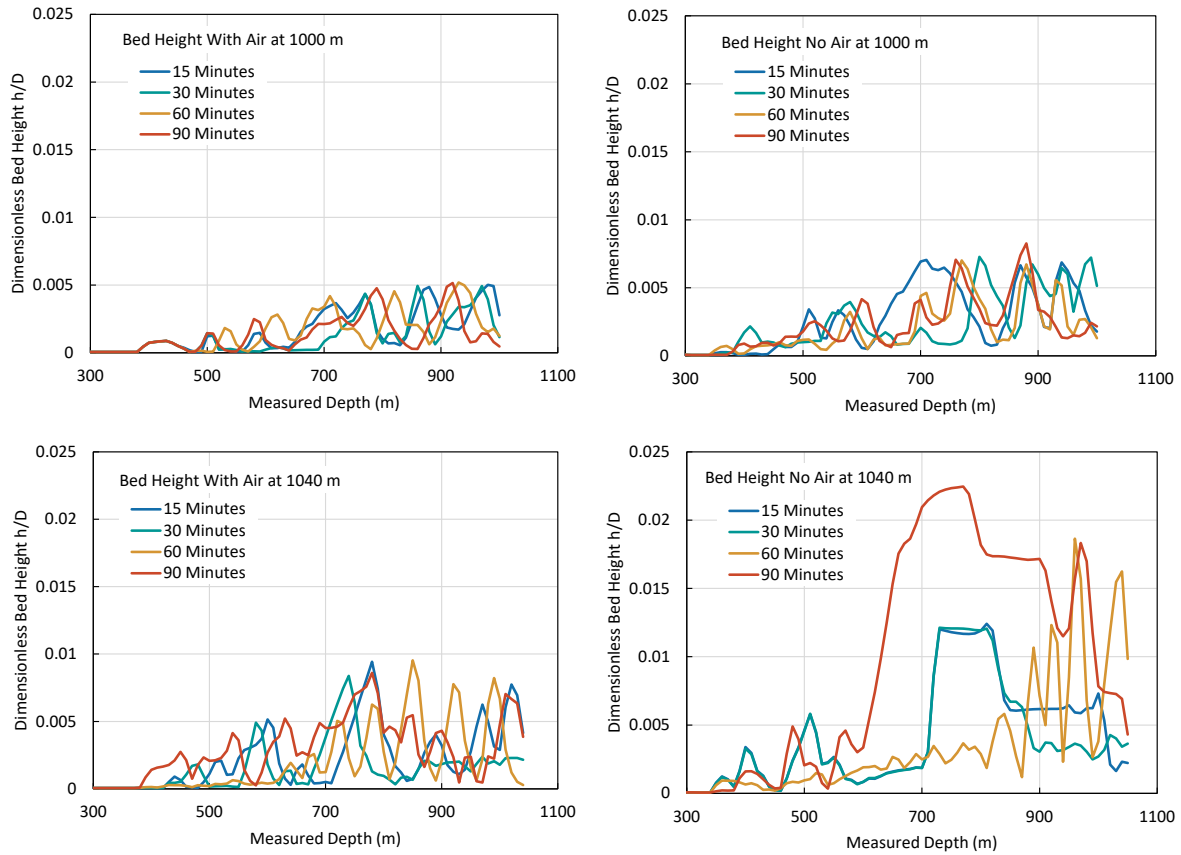 0.025
0.02
0.015
0.01
0.005
0
Dimensionless Bed Height h/D
Bed Height With Air at 1000 m
15 Minutes
30 Minutes
60 Minutes
90 Minutes
300 500 700 900 1100
Measured Depth (m)
0.025
0.02
0.015
0.01
0.005
0
Dimensionless Bed Height h/D
Bed Height No Air at 1000 m
15 Minutes
30 Minutes
60 Minutes
90 Minutes
300 500 700 900 1100
Measured Depth (m)
0.025
0.02
0.015
0.01
0.005
0
Dimensionless Bed Height h/D
Bed Height With Air at 1040 m
15 Minutes
30 Minutes
60 Minutes
90 Minutes
300 500 700 900 1100
Measured Depth (m)
0.025
0.02
0.015
0.01
0.005
0
Dimensionless Bed Height h/D
Bed Height No Air at 1040 m
15 Minutes
30 Minutes
60 Minutes
90 Minutes
300 500 700 900 1100
Measured Depth (m)